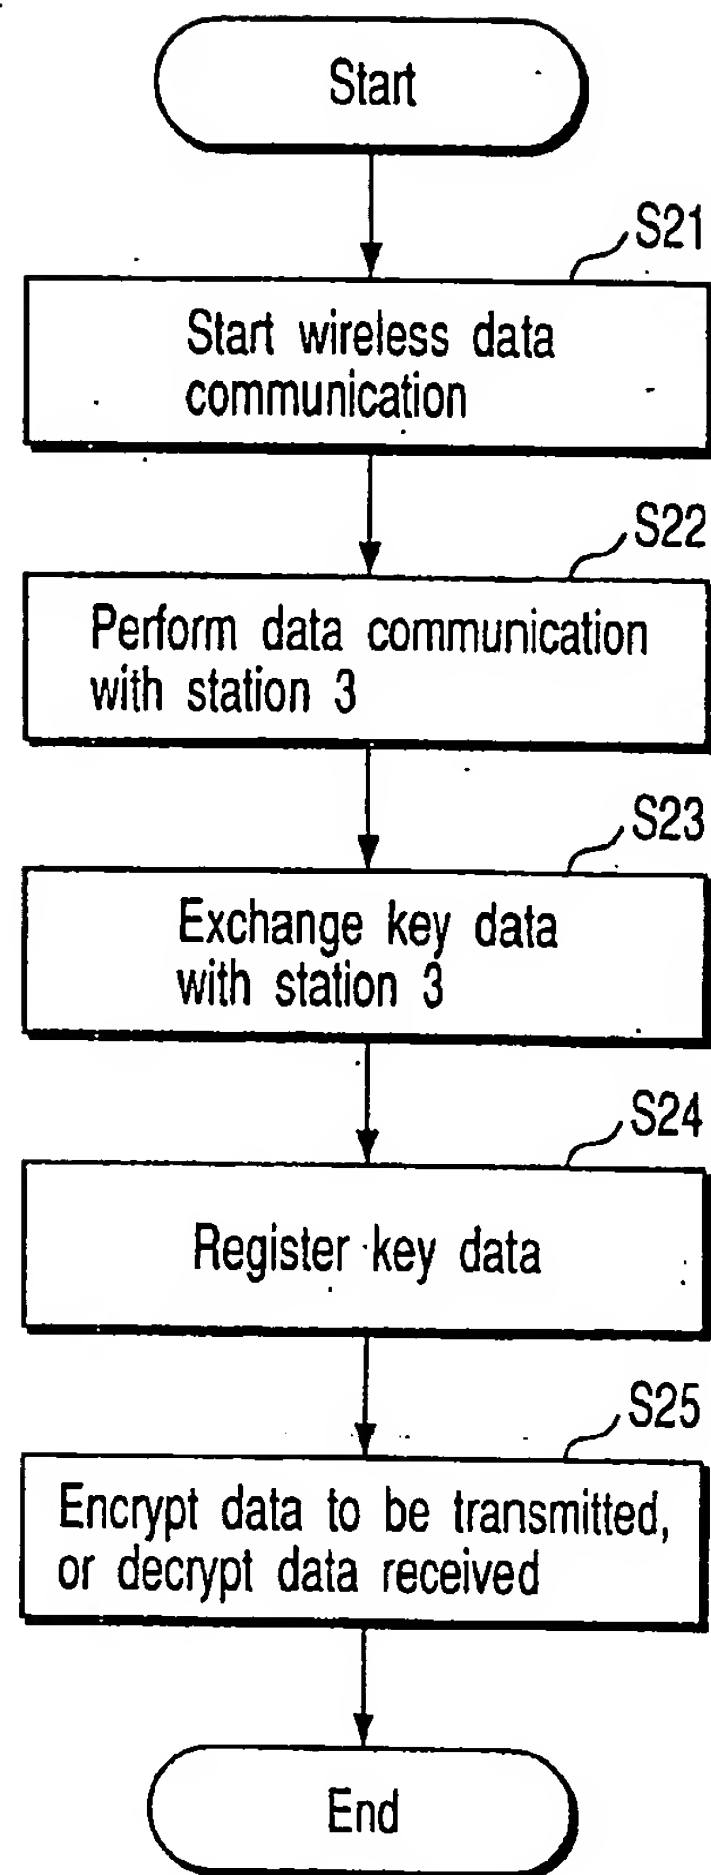 Start
S21
Start wireless data
communication
S22
Perform data communication
with station 3
S23
Exchange key data
with station 3
S24
Register key data
S25
Encrypt data to be transmitted,
or decrypt data received
End